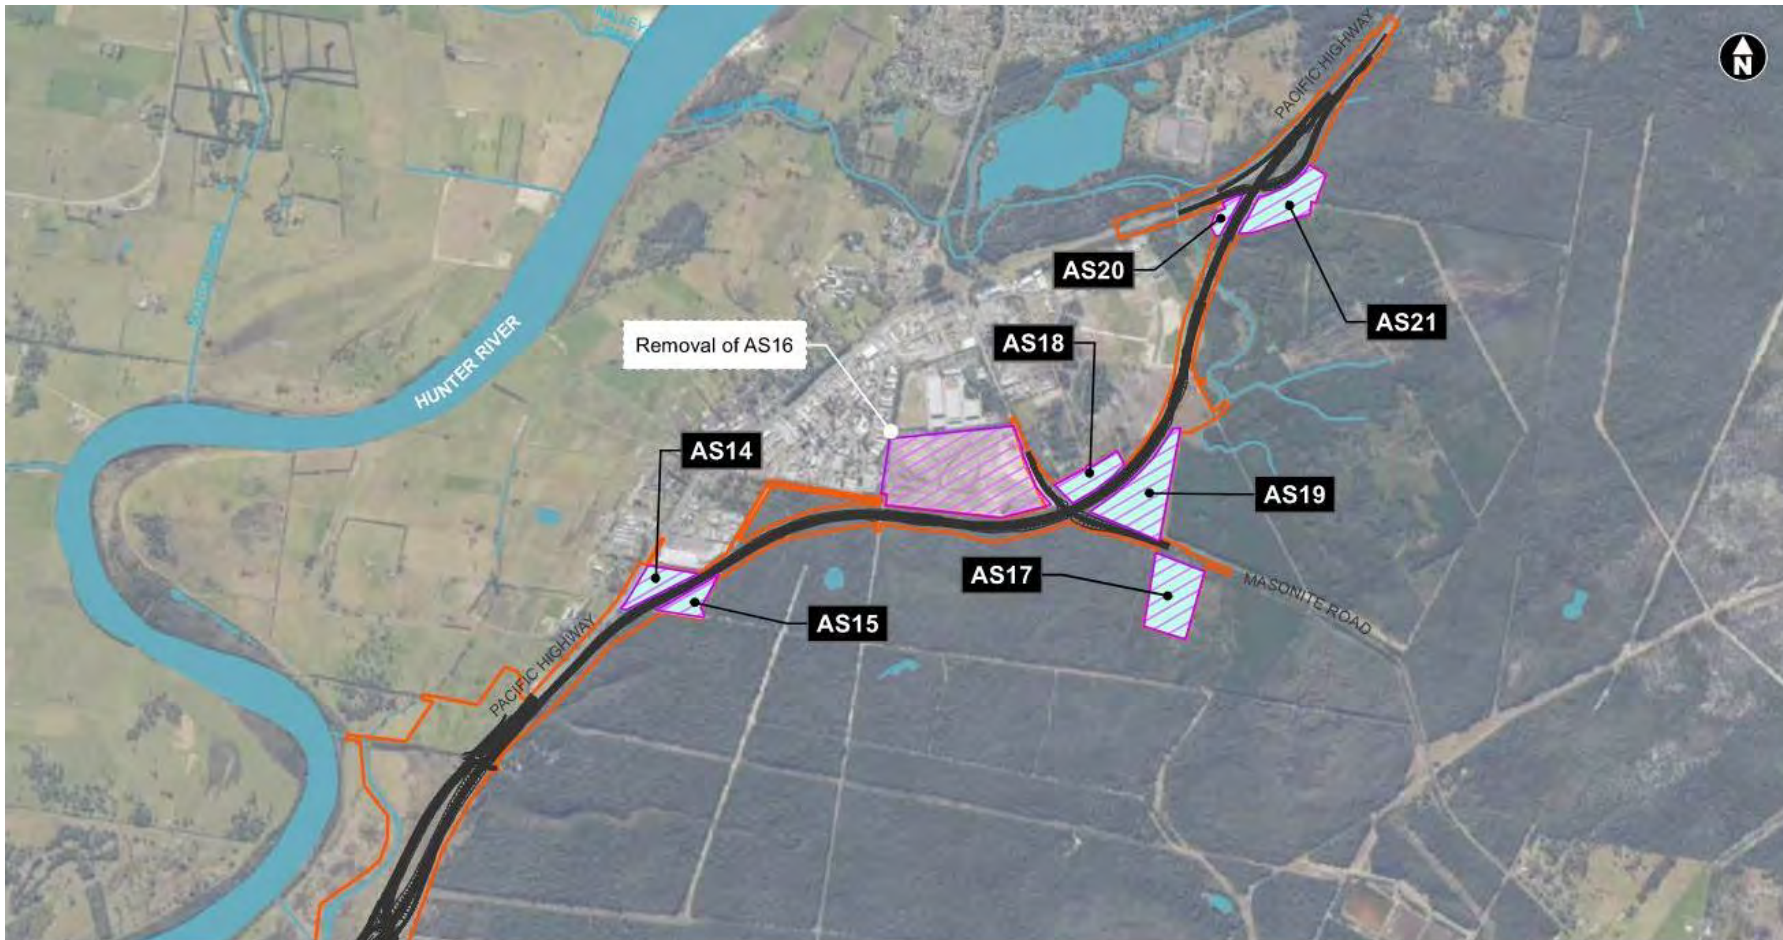 PACIFIC HIGHWAY
N
AS20
AS21
HUNTER RIVER
Removal of AS16
AS18
AS14
AS19
AS17
MASONITE ROAD
AS15
PACIFIC HIGHWAY